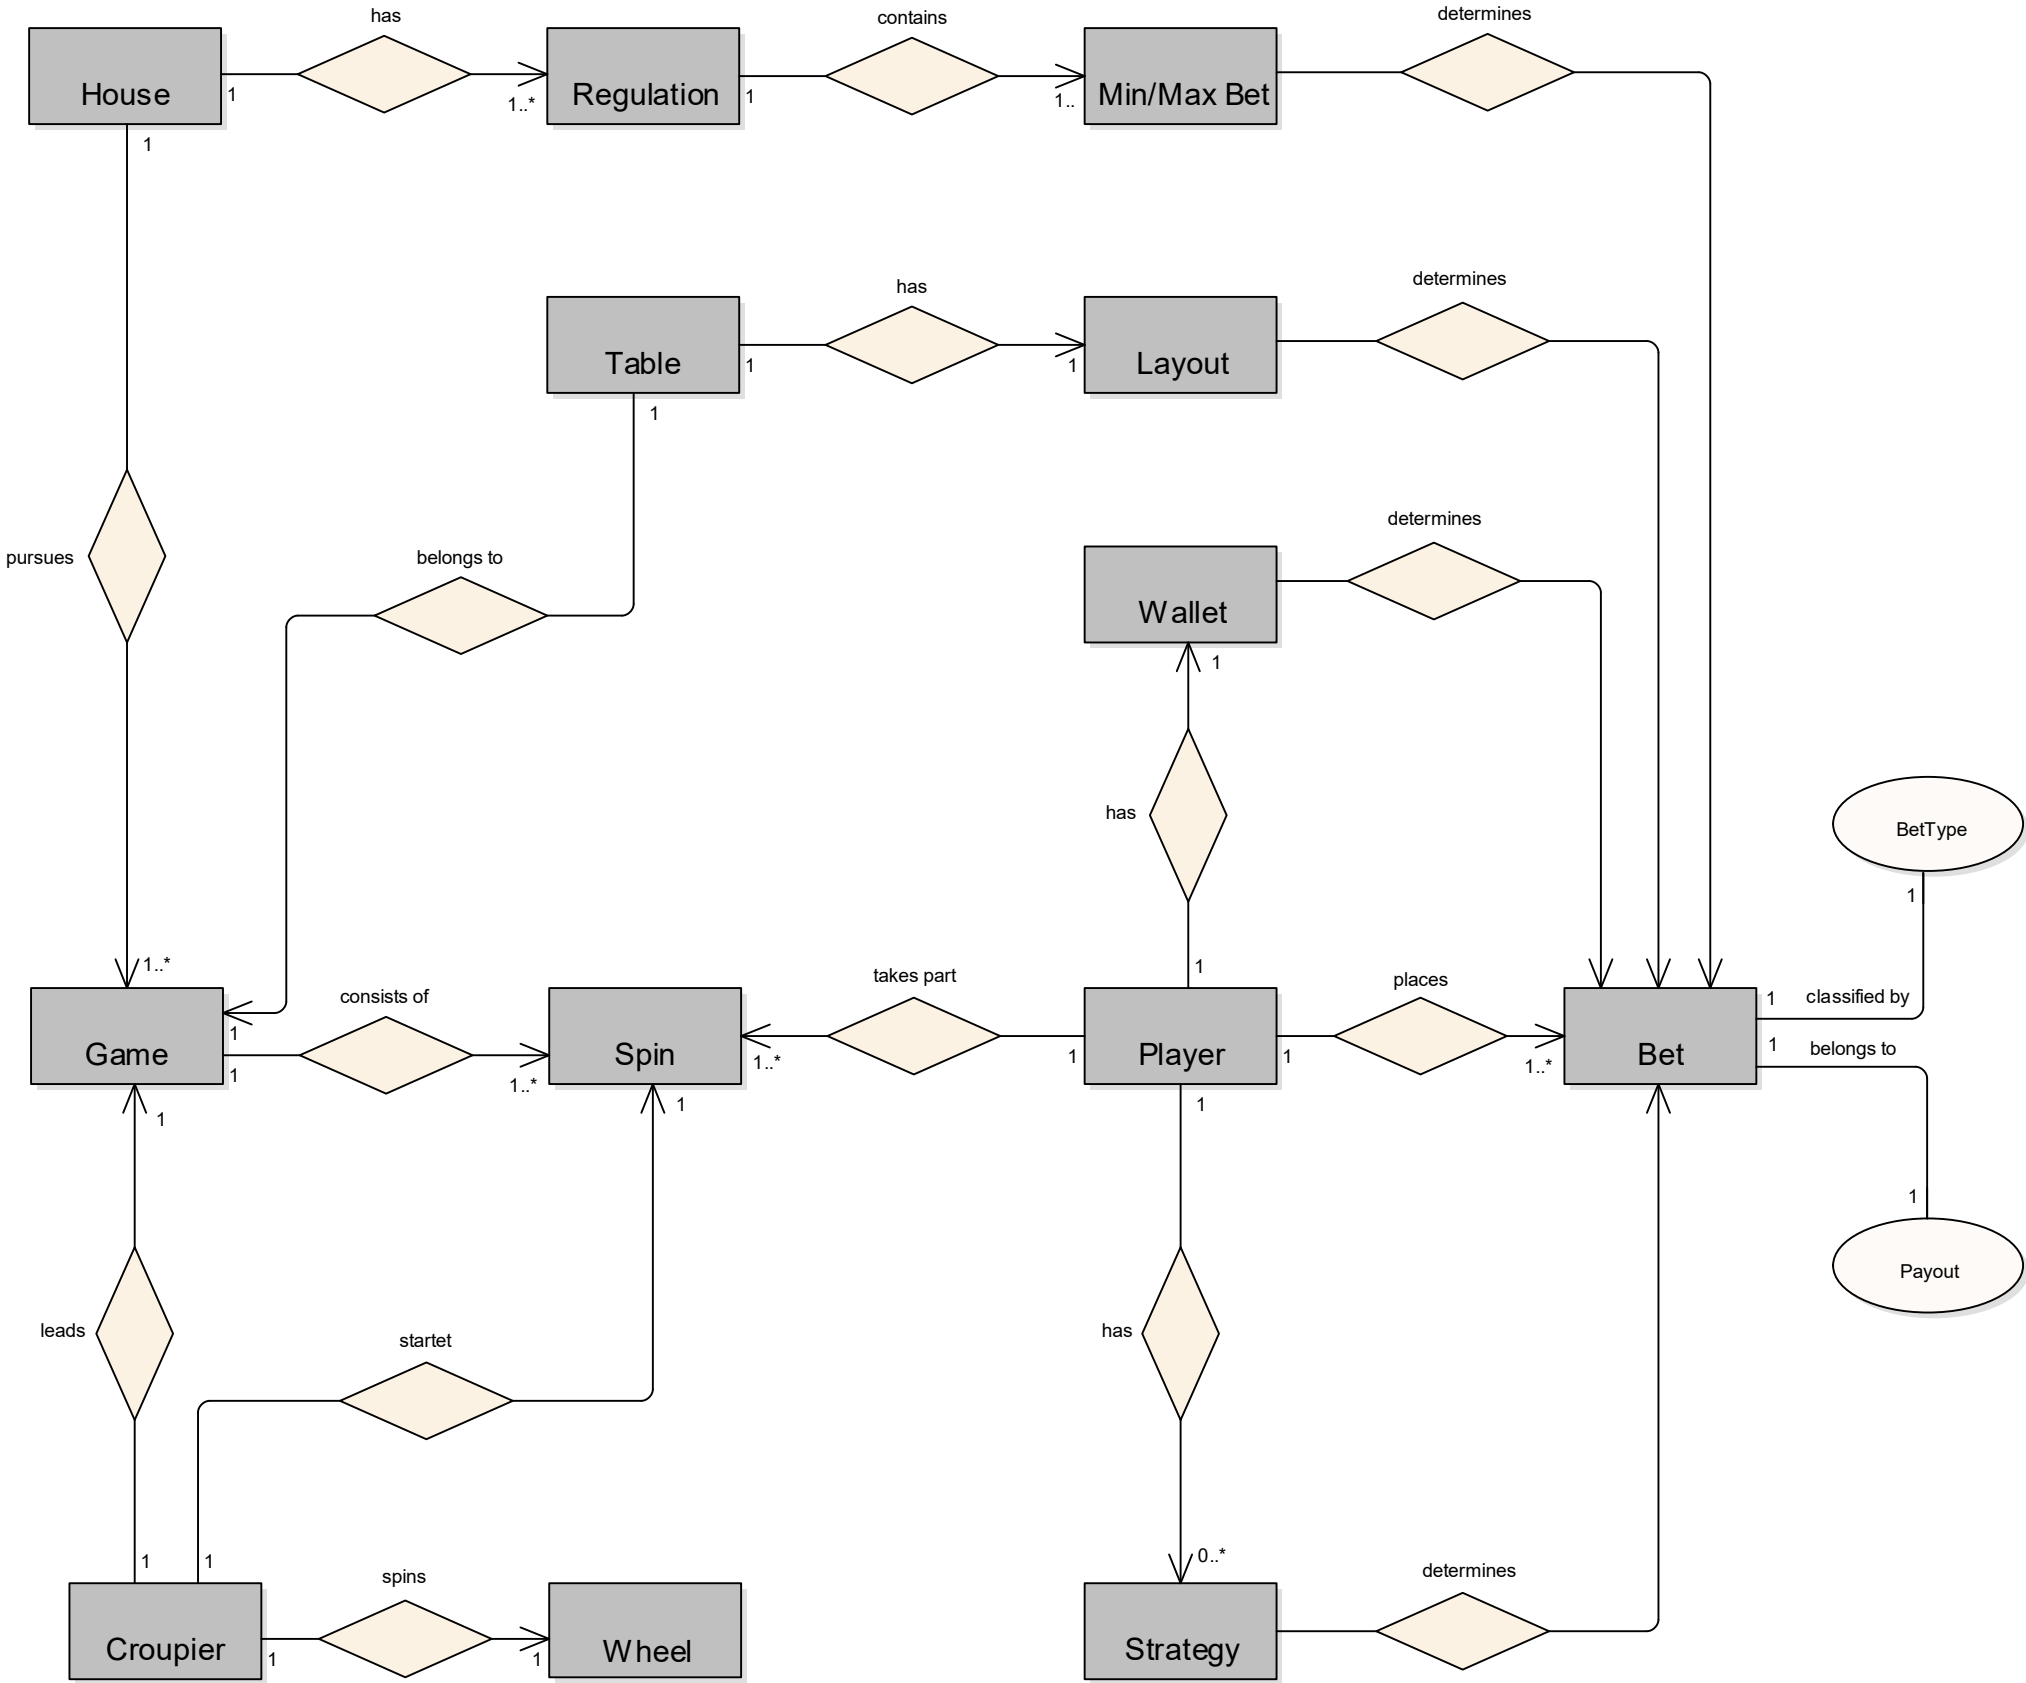 has
contains
determines
House
1
1..*
Regulation
1
1..
Min/Max Bet
1
has
determines
Table
1
1
Layout
1
determines
Wallet
1
pursues
belongs to
has
BetType
1
1..*
1
takes part
places
consists of
1
classified by
Game
1
1
1..*
Spin
1..*
1
Player
1
1..*
Bet
1
belongs to
1
1
1
1
Payout
leads
startet
has
1
1
0..*
spins
determines
Croupier
1
1
Wheel
Strategy